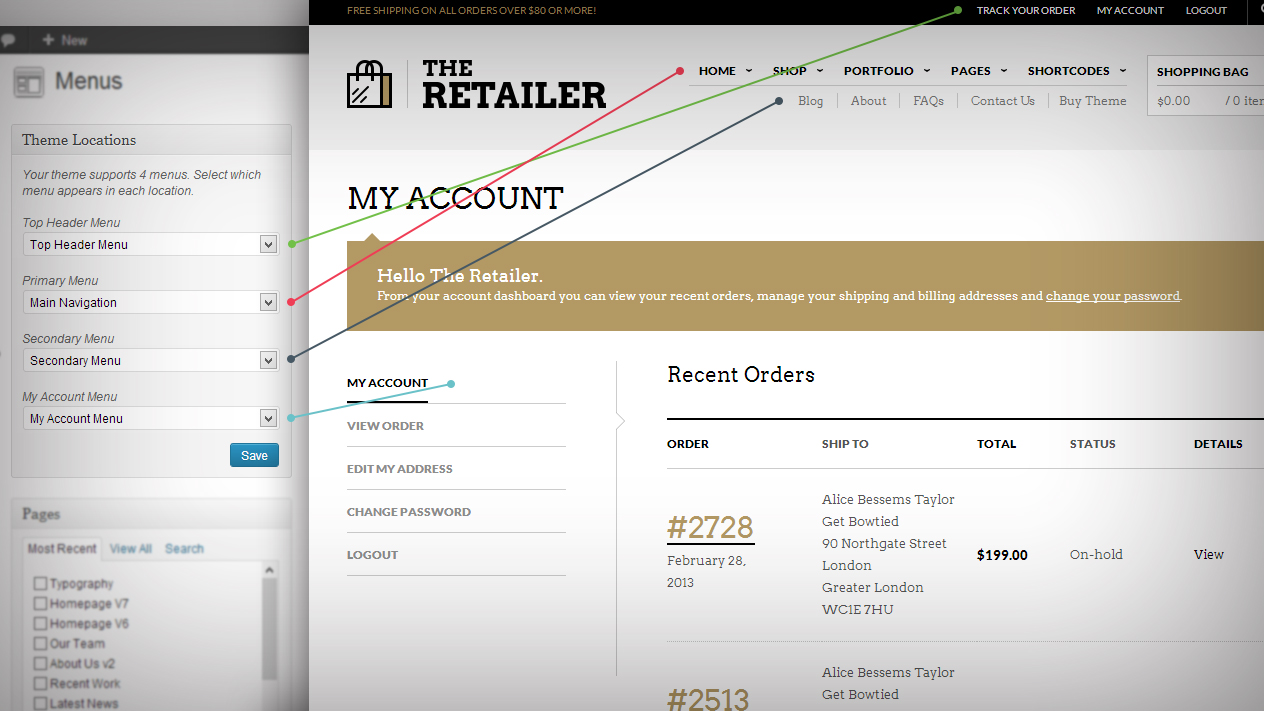 FREE SHIPPING ON ALL ORDERS OVER $80 OR MORE!
TRACK YOUR ORDER
MY ACCOUNT
LOGOUT
New
Menus
Theme Locations
Your theme supports 4 menus. Select which
menu appears in each location.
Top Header Menu
Top Header Menu
Primary Menu
Main Navigation
Secondary Menu
Secondary Menu
My Account Menu
My Account Menu
Save
Pages
Most Recent
View All
Search
Typography
Homepage V7
Homepage V6
Our Team
About Us v2
Recent Work
Latest News
THE
RETAILER
HOME
SHOP
PORTFOLIO
PAGES
SHORTCODES
Blog
About
FAQs
Contact Us
Buy Theme
SHOPPING BAG
$0.00
/ 0 iter
MY ACCOUNT
Hello The Retailer.
From your account dashboard you can view your recent orders, manage your shipping and billing addresses and change your password.
MY ACCOUNT
VIEW ORDER
EDIT MY ADDRESS
CHANGE PASSWORD
LOGOUT
Recent Orders
ORDER
SHIP TO
TOTAL
STATUS
DETAILS
#2728
February 28,
2013
Alice Bessems Taylor
Get Bowtied
90 Northgate Street
London
Greater London
WC1E 7HU
$199.00
On-hold
View
#2513
Alice Bessems Taylor
Get Bowtied